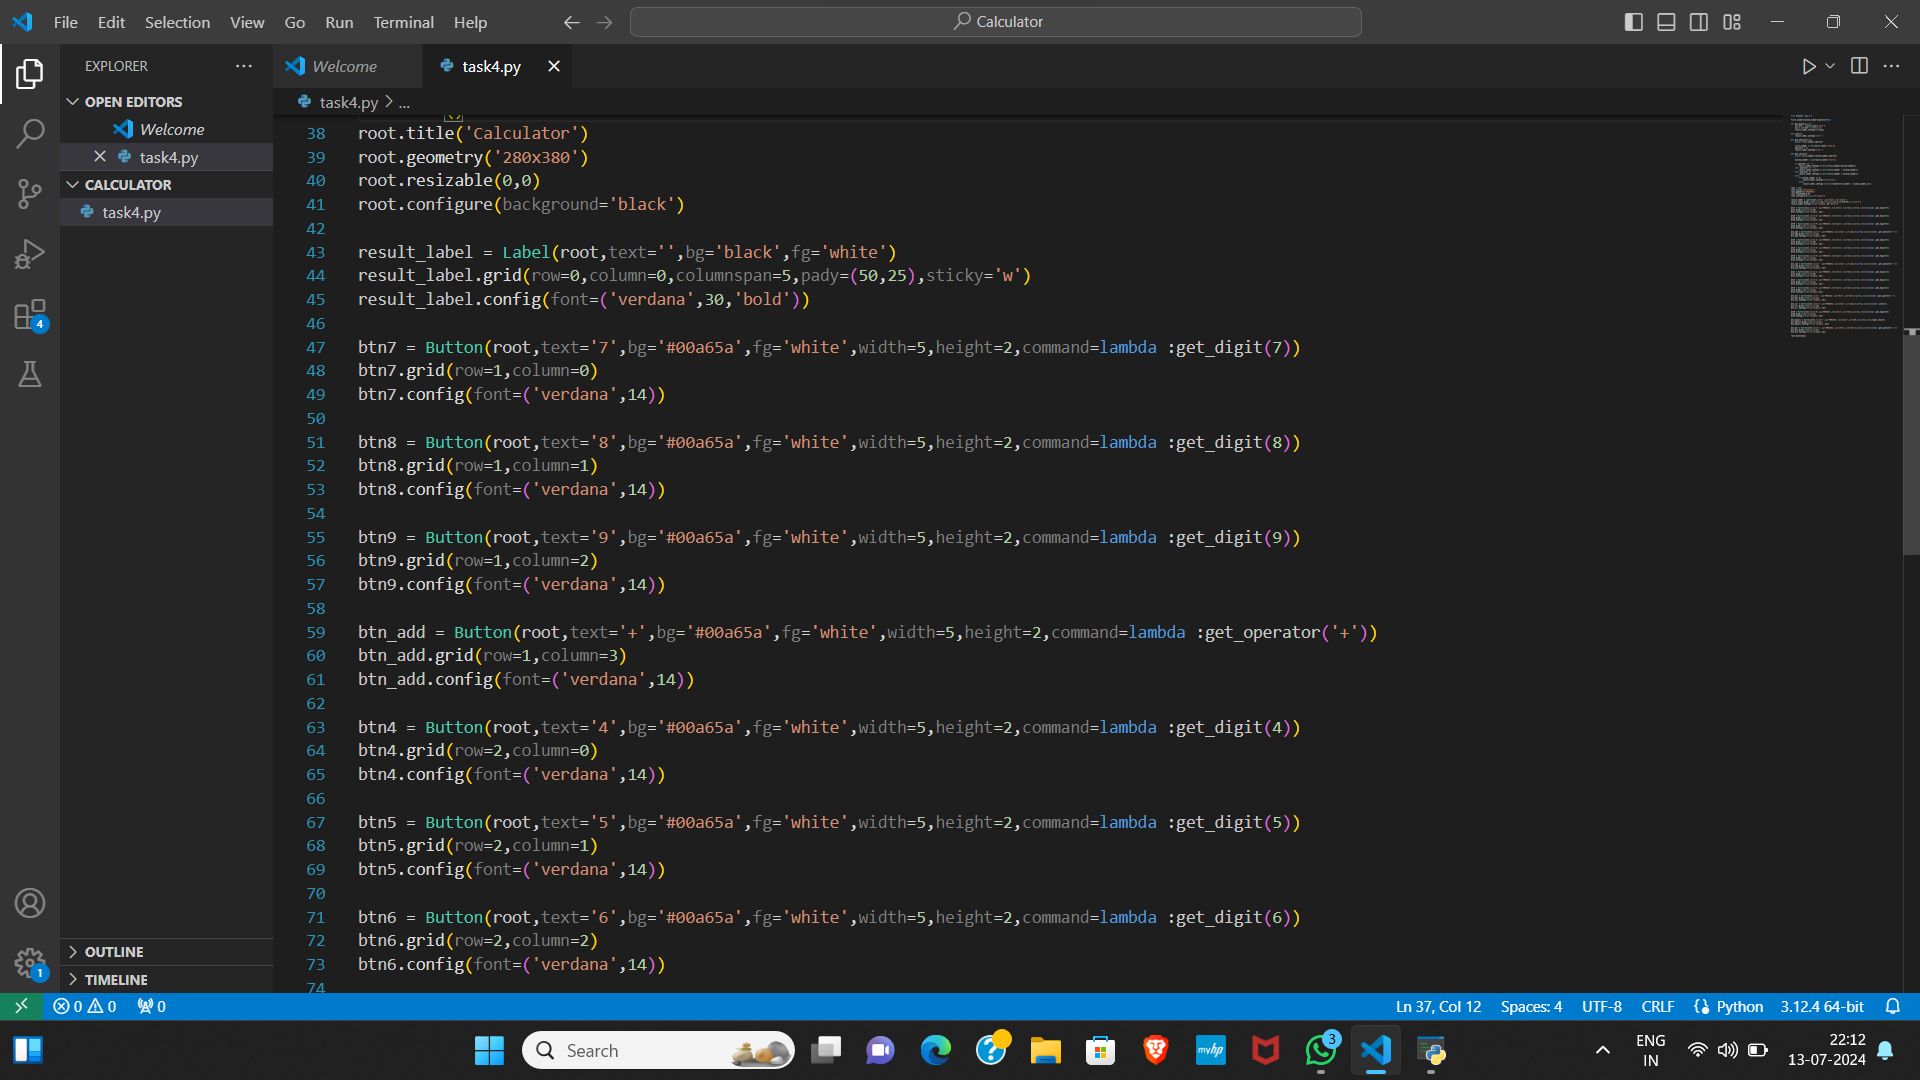 File Edit Selection View Go Run Terminal Help
Calculator
EXPLORER
OPEN EDITORS
Welcome
task4.py
CALCULATOR
task4.py
OUTLINE
TIMELINE
4
1
Welcome
task4.py
task4.py > ...
38 root.title('Calculator')
39 root.geometry('280x380')
40 root.resizable(0,0)
41 root.configure(background='black')
42
43 result_label = Label(root,text='',bg='black',fg='white')
44 result_label.grid(row=0,column=0,columnspan=5,pady=(50,25),sticky='w')
45 result_label.config(font=('verdana',30,'bold'))
46
47 btn7 = Button(root,text='7',bg='#00a65a',fg='white',width=5,height=2,command=lambda :get_digit(7))
48 btn7.grid(row=1,column=0)
49 btn7.config(font=('verdana',14))
50
51 btn8 = Button(root,text='8',bg='#00a65a',fg='white',width=5,height=2,command=lambda :get_digit(8))
52 btn8.grid(row=1,column=1)
53 btn8.config(font=('verdana',14))
54
55 btn9 = Button(root,text='9',bg='#00a65a',fg='white',width=5,height=2,command=lambda :get_digit(9))
56 btn9.grid(row=1,column=2)
57 btn9.config(font=('verdana',14))
58
59 btn_add = Button(root,text='+',bg='#00a65a',fg='white',width=5,height=2,command=lambda :get_operator('+'))
60 btn_add.grid(row=1,column=3)
61 btn_add.config(font=('verdana',14))
62
63 btn4 = Button(root,text='4',bg='#00a65a',fg='white',width=5,height=2,command=lambda :get_digit(4))
64 btn4.grid(row=2,column=0)
65 btn4.config(font=('verdana',14))
66
67 btn5 = Button(root,text='5',bg='#00a65a',fg='white',width=5,height=2,command=lambda :get_digit(5))
68 btn5.grid(row=2,column=1)
69 btn5.config(font=('verdana',14))
70
71 btn6 = Button(root,text='6',bg='#00a65a',fg='white',width=5,height=2,command=lambda :get_digit(6))
72 btn6.grid(row=2,column=2)
73 btn6.config(font=('verdana',14))
74
0 0 0
Ln 37, Col 12 Spaces: 4 UTF-8 CRLF {} Python 3.12.4 64-bit
Search
myhp
3
ENG
IN
22:12
13-07-2024